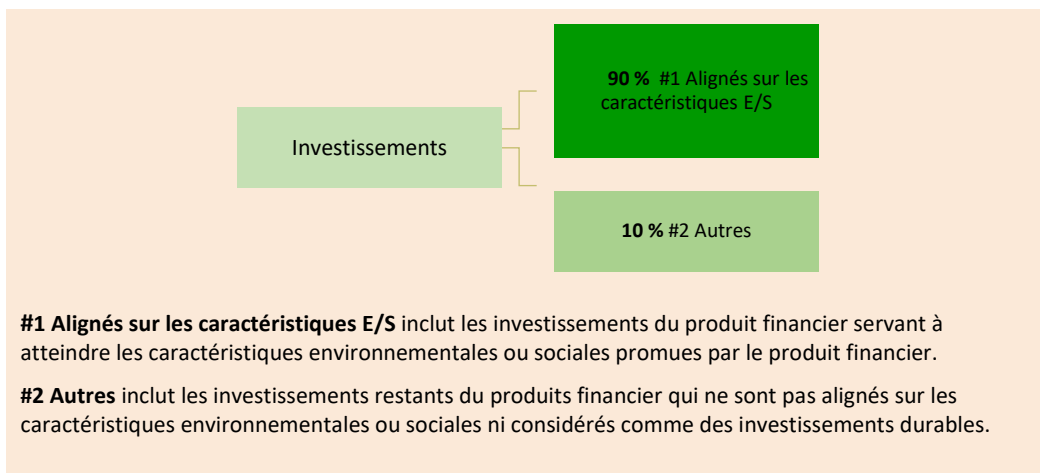 90 % #1 Alignés sur les
caractéristiques E/S
Investissements
10 % #2 Autres
#1 Alignés sur les caractéristiques E/S inclut les investissements du produit financier servant à
atteindre les caractéristiques environnementales ou sociales promues par le produit financier.
#2 Autres inclut les investissements restants du produits financier qui ne sont pas alignés sur les
caractéristiques environnementales ou sociales ni considérés comme des investissements durables.